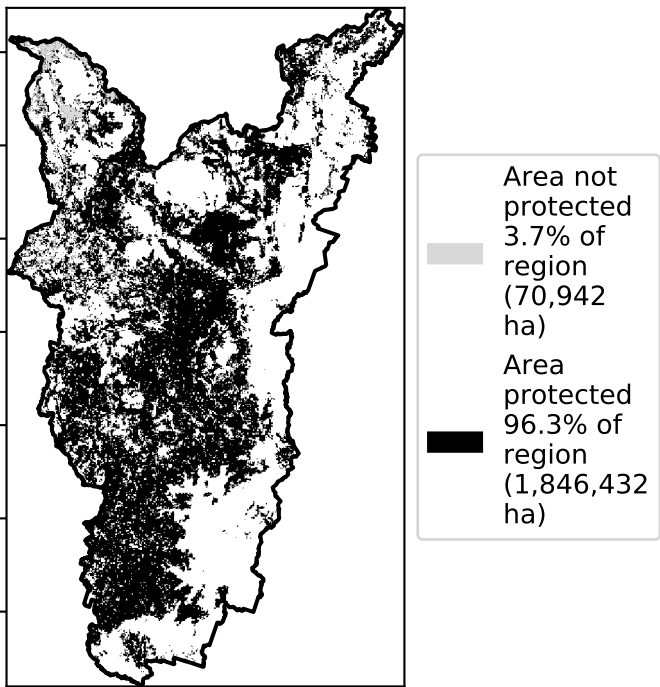 Area not
protected
3.7% of
region
(70,942
ha)
Area
protected
96.3% of
region
(1,846,432
ha)